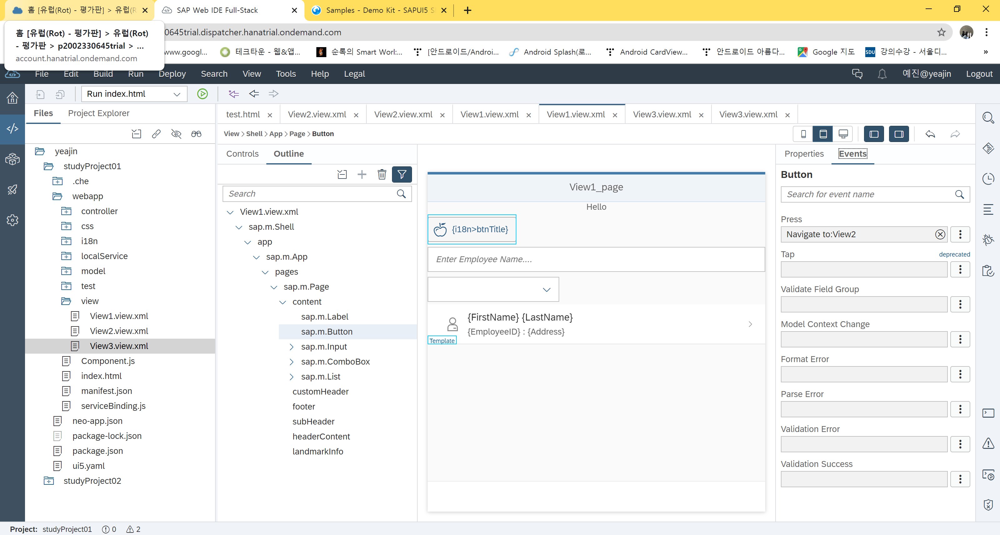 홈 [유럽(Rot) - 평가판] > 유럽(R
SAP Web IDE Full-Stack
Samples - Demo Kit - SAPUI5 S
홈 [유럽(Rot) - 평가판] > 유럽(Rot)
- 평가판 > p2002330645trial > ...
account.hanatrial.ondemand.com
0645trial.dispatcher.hanatrial.ondemand.com
www.googl...
테크타운 - 웹&앱...
순록의 Smart Worl:...
[안드로이드/Androi...
Android Splash(로...
Android CardView...
안드로이드 아름다...
Google 지도
SDU
강의수강 - 서울디...
»
File Edit Build Run Deploy Search View Tools Help Legal
예진@yeajin
Logout
Run index.html
Files
Project Explorer
test.html
View2.view.xml
View2.view.xml
View1.view.xml
View1.view.xml
View3.view.xml
View3.view.xml
View > Shell > App > Page > Button
yeajin
studyProject01
.che
webapp
controller
css
i18n
localService
model
test
view
View1.view.xml
View2.view.xml
View3.view.xml
Component.js
index.html
manifest.json
serviceBinding.js
neo-app.json
package-lock.json
package.json
ui5.yaml
studyProject02
Controls
Outline
Search
View1.view.xml
sap.m.Shell
app
sap.m.App
pages
sap.m.Page
content
sap.m.Label
sap.m.Button
sap.m.Input
sap.m.ComboBox
sap.m.List
customHeader
footer
subHeader
headerContent
landmarkInfo
View1_page
Hello
{i18n>btnTitle}
Enter Employee Name....
{FirstName} {LastName}
{EmployeeID} : {Address}
Template
Properties
Events
Button
Search for event name
Press
Navigate to:View2
Tap
deprecated
Validate Field Group
Model Context Change
Format Error
Parse Error
Validation Error
Validation Success
Project: studyProject01
0
2